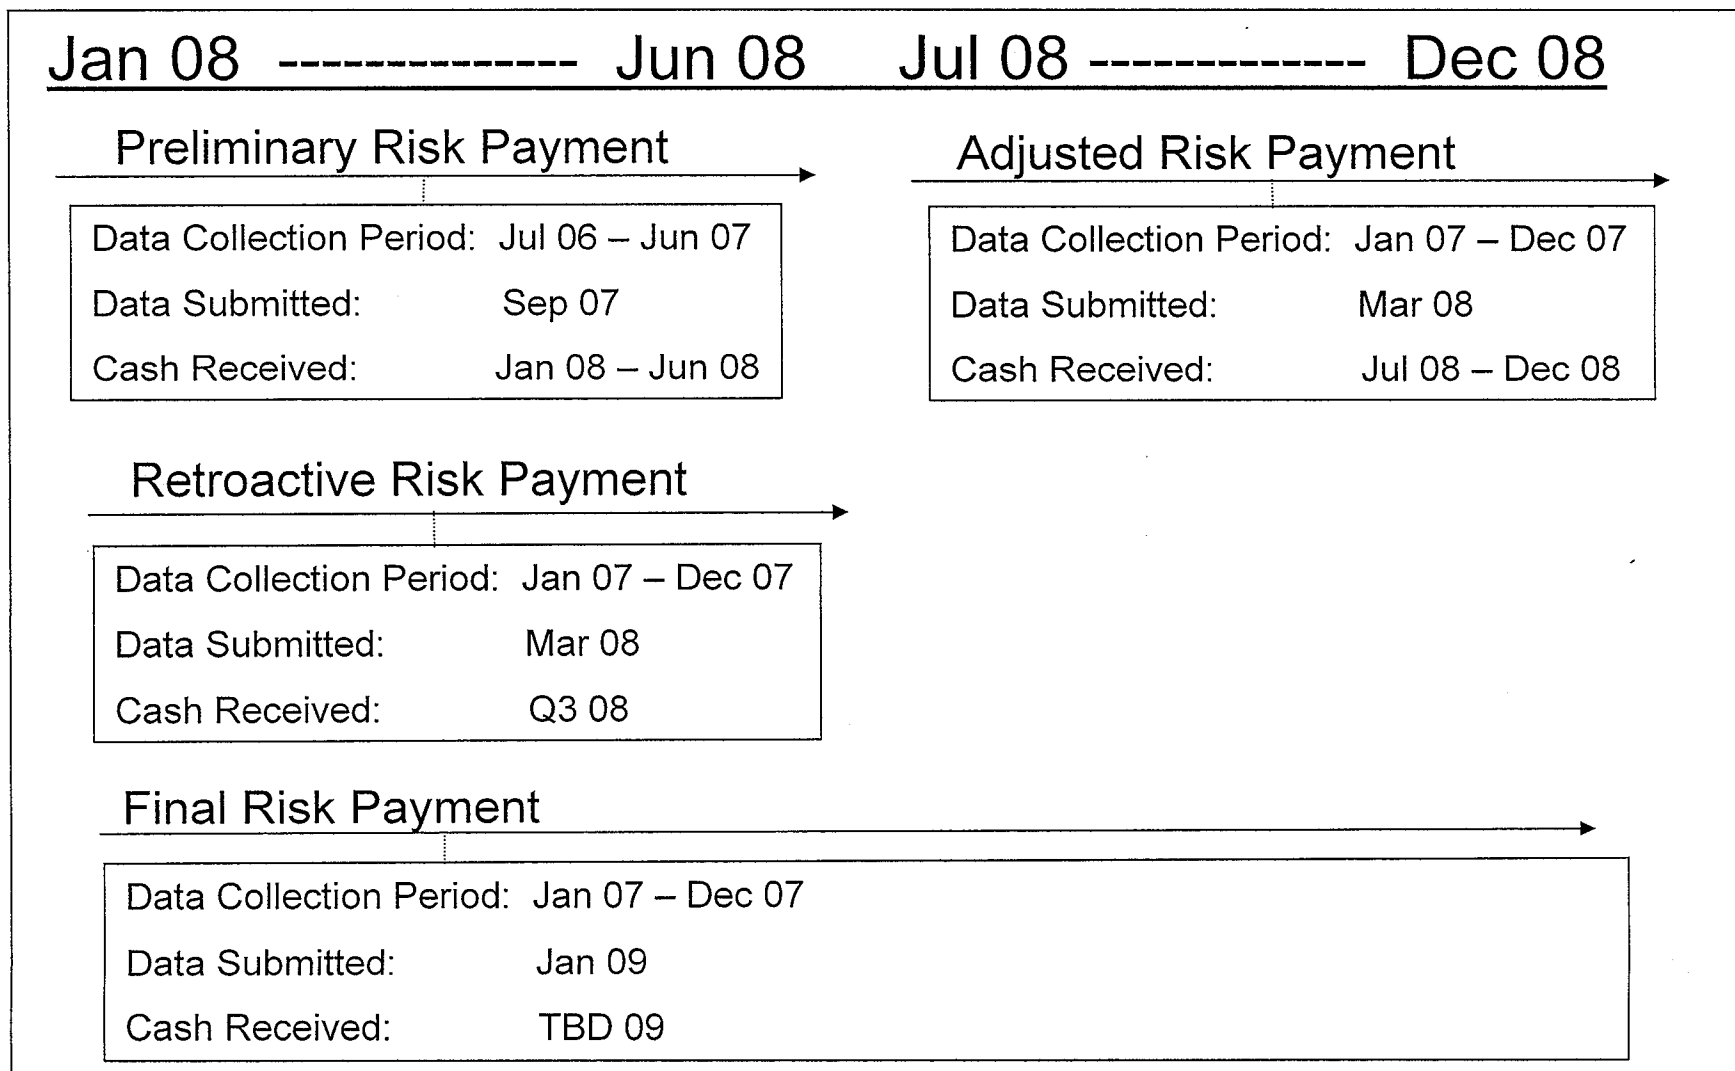 Jan 08 -------------- Jun 08 Jul 08 ------------- Dec 08
Preliminary Risk Payment
Data Collection Period: Jul 06 – Jun 07
Data Submitted: Sep 07
Cash Received: Jan 08 – Jun 08
Adjusted Risk Payment
Data Collection Period: Jan 07 – Dec 07
Data Submitted: Mar 08
Cash Received: Jul 08 – Dec 08
Retroactive Risk Payment
Data Collection Period: Jan 07 – Dec 07
Data Submitted: Mar 08
Cash Received: Q3 08
Final Risk Payment
Data Collection Period: Jan 07 – Dec 07
Data Submitted: Jan 09
Cash Received: TBD 09